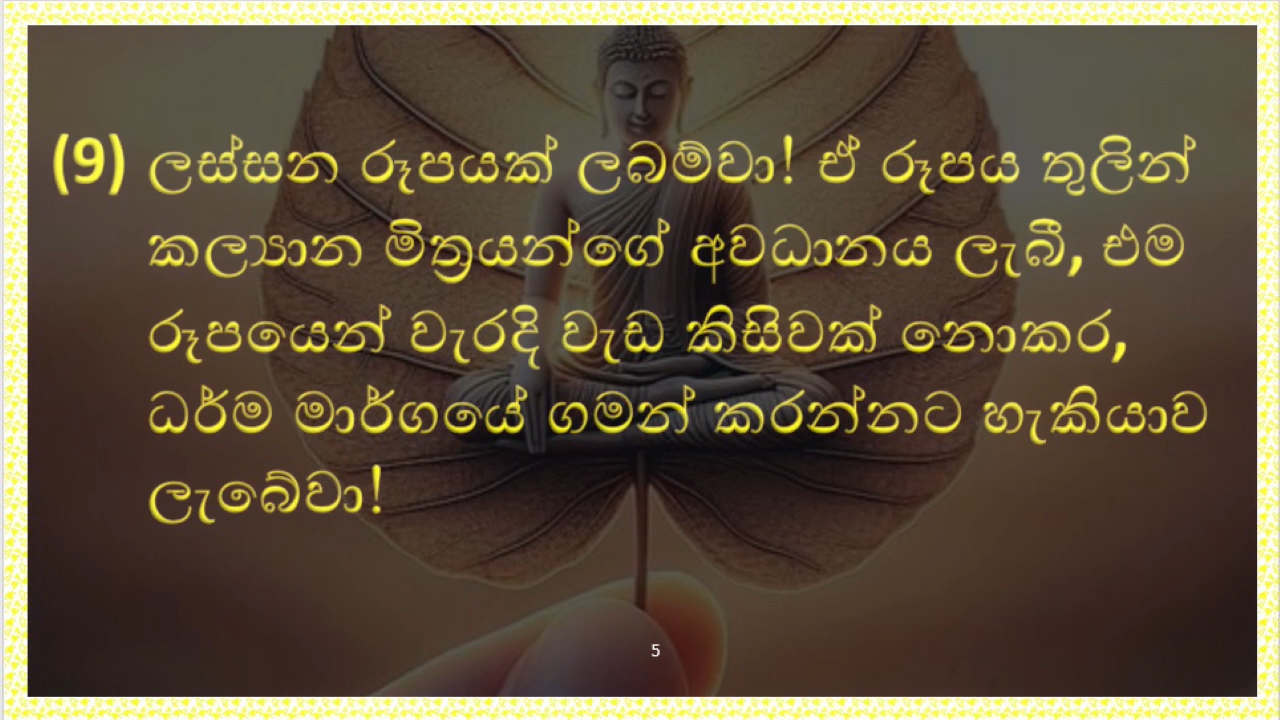 (9) ලස්සන රූපයක් ලබම්වා! ඒ රූපය තුලින්
කල්‍යාන මිත්‍රයන්ගේ අවධානය ලැබී, එම
රූපයෙන් වැරදි වැඩ කිසිවක් නොකර,
ධර්ම මාර්ගයේ ගමන් කරන්නට හැකියාව
ලැබේවා!
5